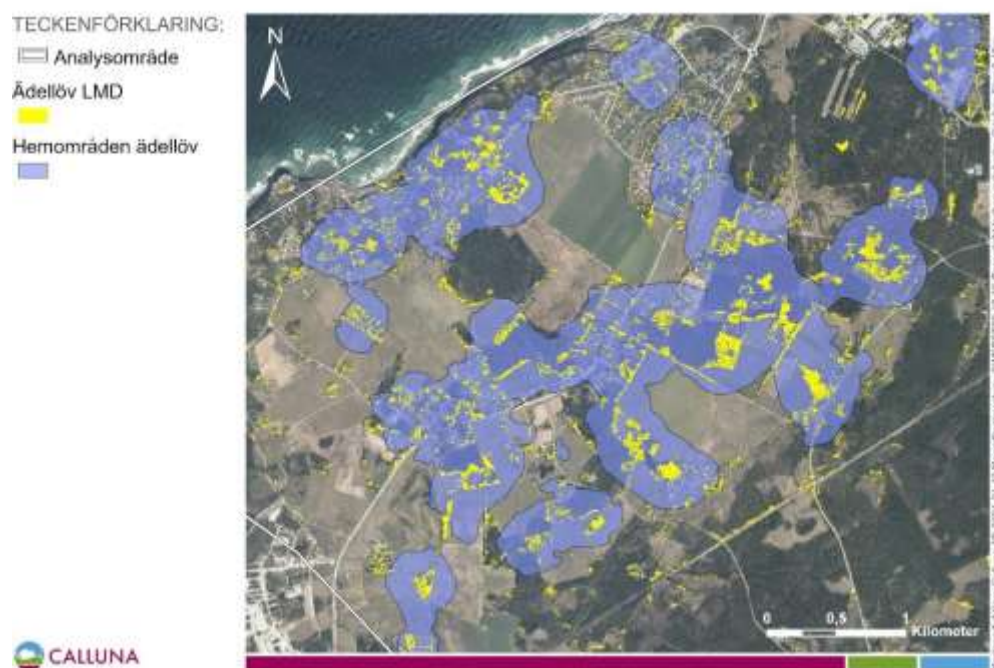 TECKENFÖRKLARING:
Analysområde
Ädellöv LMD
Hemområden ädellöv
N
0 0,5 1
Kilometer
CALLUNA